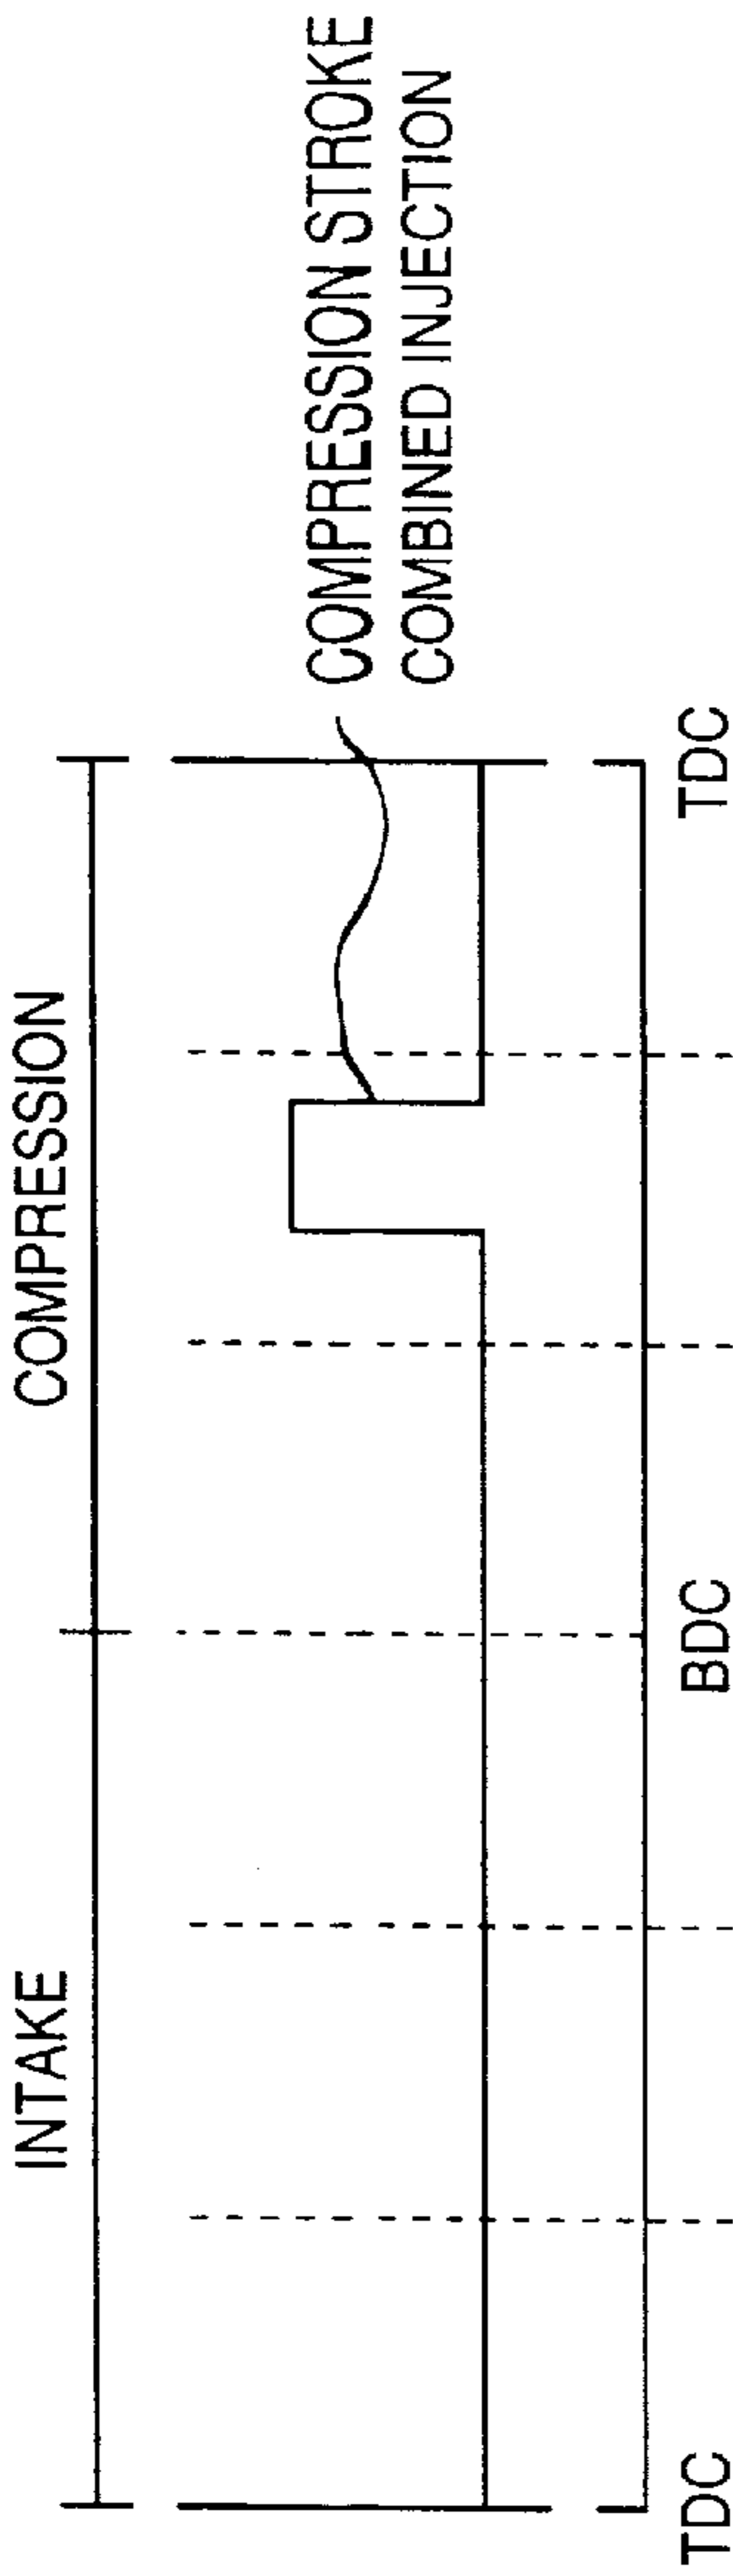 INTAKE
COMPRESSION
COMPRESSION STROKE
COMBINED INJECTION
TDC
BDC
TDC